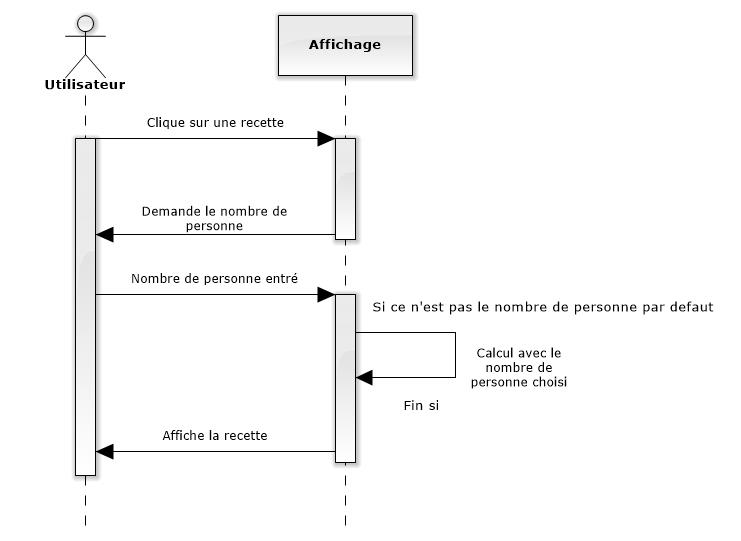 Affichage
Utilisateur
Clique sur une recette
Demande le nombre de
personne
Nombre de personne entré
Si ce n'est pas le nombre de personne par defaut
Calcul avec le
nombre de
personne choisi
Fin si
Affiche la recette